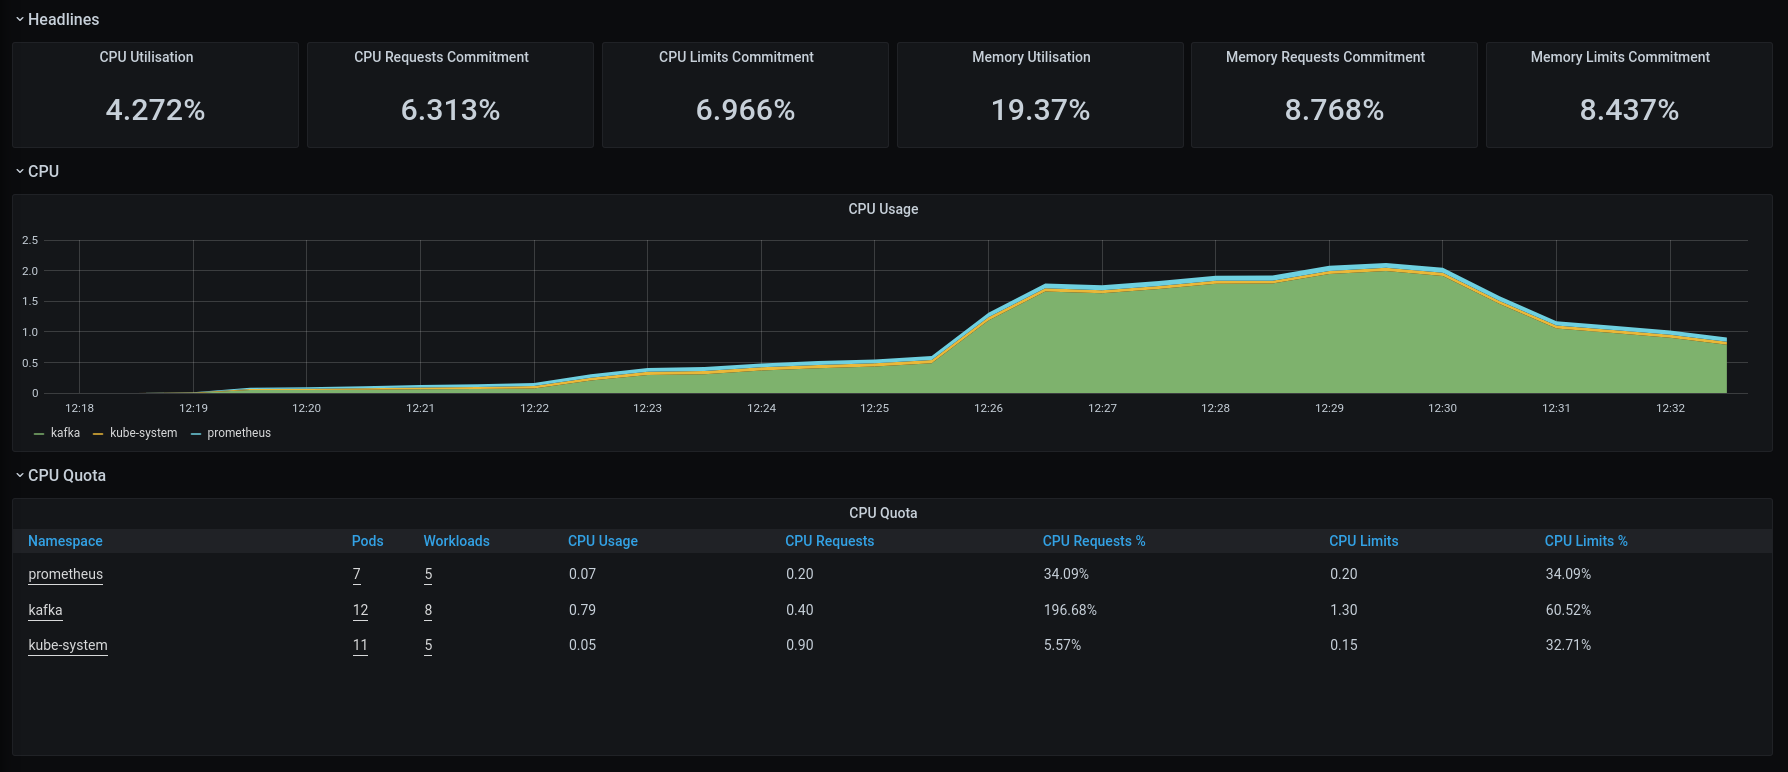 Headlines
CPU Utilisation CPU Requests Commitment CPU Limits Commitment Memory Utilisation Memory Requests Commitment Memory Limits Commitment
4.272% 6.313% 6.966% 19.37% 8.768% 8.437%
CPU
CPU Usage
2.5
2.0
1.5
1.0
0.5
0
12:18 12:19 12:20 12:21 12:22 12:23 12:24 12:25 12:26 12:27 12:28 12:29 12:30 12:31 12:32
kafka kube-system prometheus
CPU Quota
CPU Quota
Namespace Pods Workloads CPU Usage CPU Requests CPU Requests % CPU Limits CPU Limits %
prometheus 7 5 0.07 0.20 34.09% 0.20 34.09%
kafka 12 8 0.79 0.40 196.68% 1.30 60.52%
kube-system 11 5 0.05 0.90 5.57% 0.15 32.71%